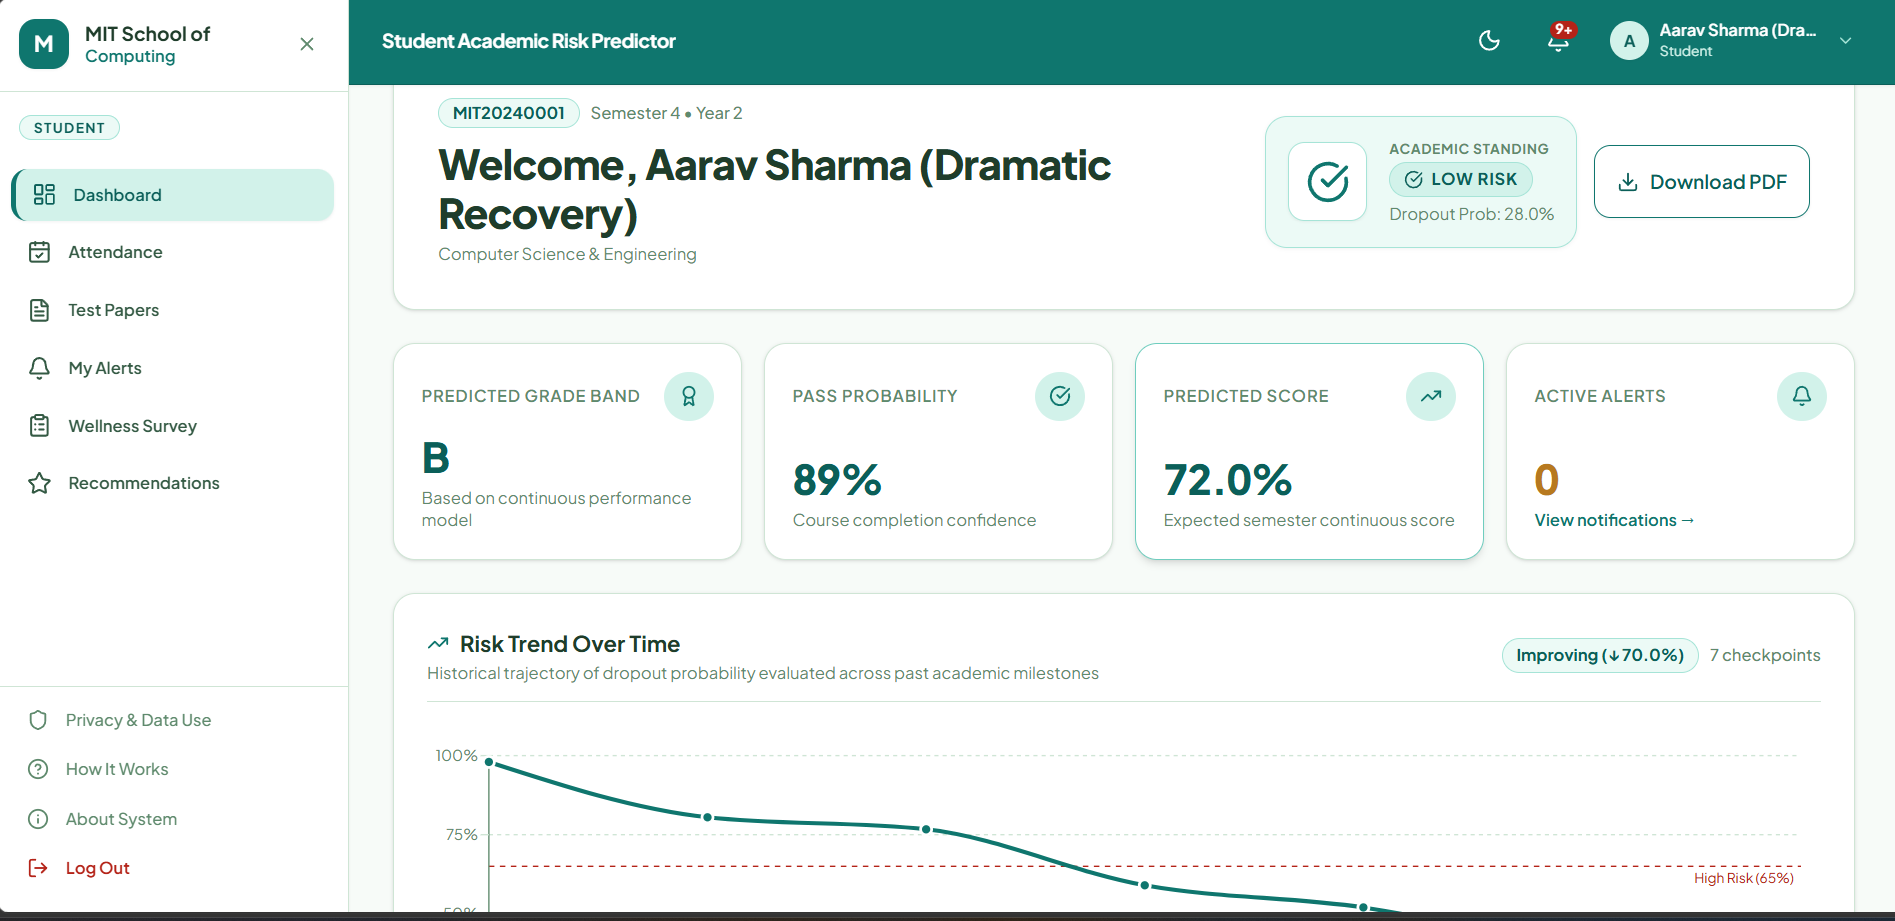 M
MIT School of
Computing
STUDENT
Dashboard
Attendance
Test Papers
My Alerts
Wellness Survey
Recommendations
Privacy & Data Use
How It Works
About System
Log Out
Student Academic Risk Predictor
9+
A
Aarav Sharma (Dra...
Student
MIT20240001
Semester 4 • Year 2
Welcome, Aarav Sharma (Dramatic
Recovery)
Computer Science & Engineering
ACADEMIC STANDING
LOW RISK
Dropout Prob: 28.0%
Download PDF
PREDICTED GRADE BAND
B
Based on continuous performance
model
PASS PROBABILITY
89%
Course completion confidence
PREDICTED SCORE
72.0%
Expected semester continuous score
ACTIVE ALERTS
0
View notifications →
Risk Trend Over Time
Historical trajectory of dropout probability evaluated across past academic milestones
Improving (↓70.0%)
7 checkpoints
100%
75%
High Risk (65%)
50%